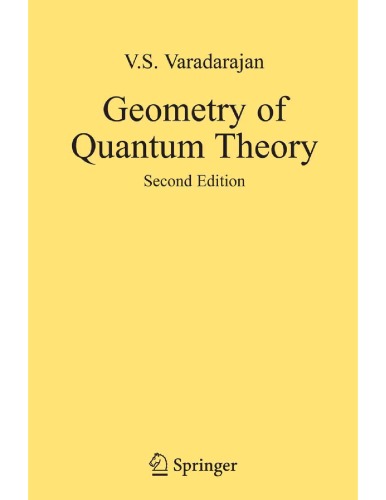 V.S. Varadarajan
Geometry of
Quantum Theory
Second Edition
Springer